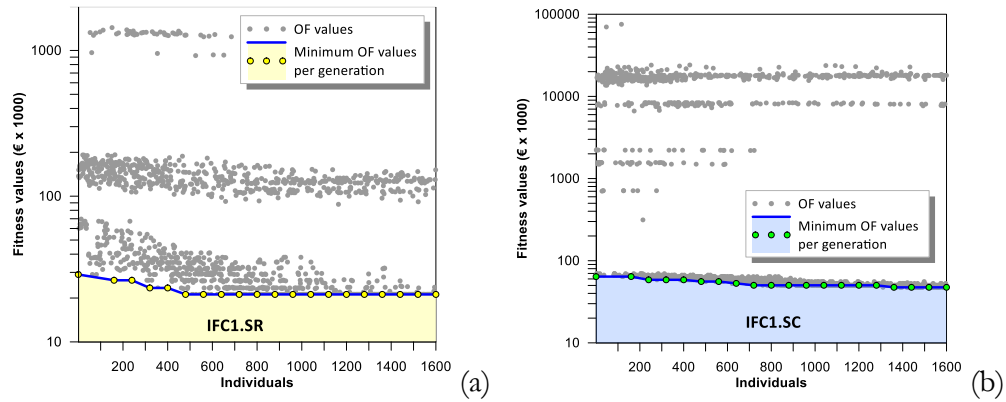 1000
100
10
Fitness values (€ x 1000)
OF values
Minimum OF values
per generation
IFC1.SR
200 400 600 800 1000 1200 1400 1600
Individuals
(a)
100000
10000
1000
100
10
Fitness values (€ x 1000)
OF values
Minimum OF values
per generation
IFC1.SC
200 400 600 800 1000 1200 1400 1600
Individuals
(b)